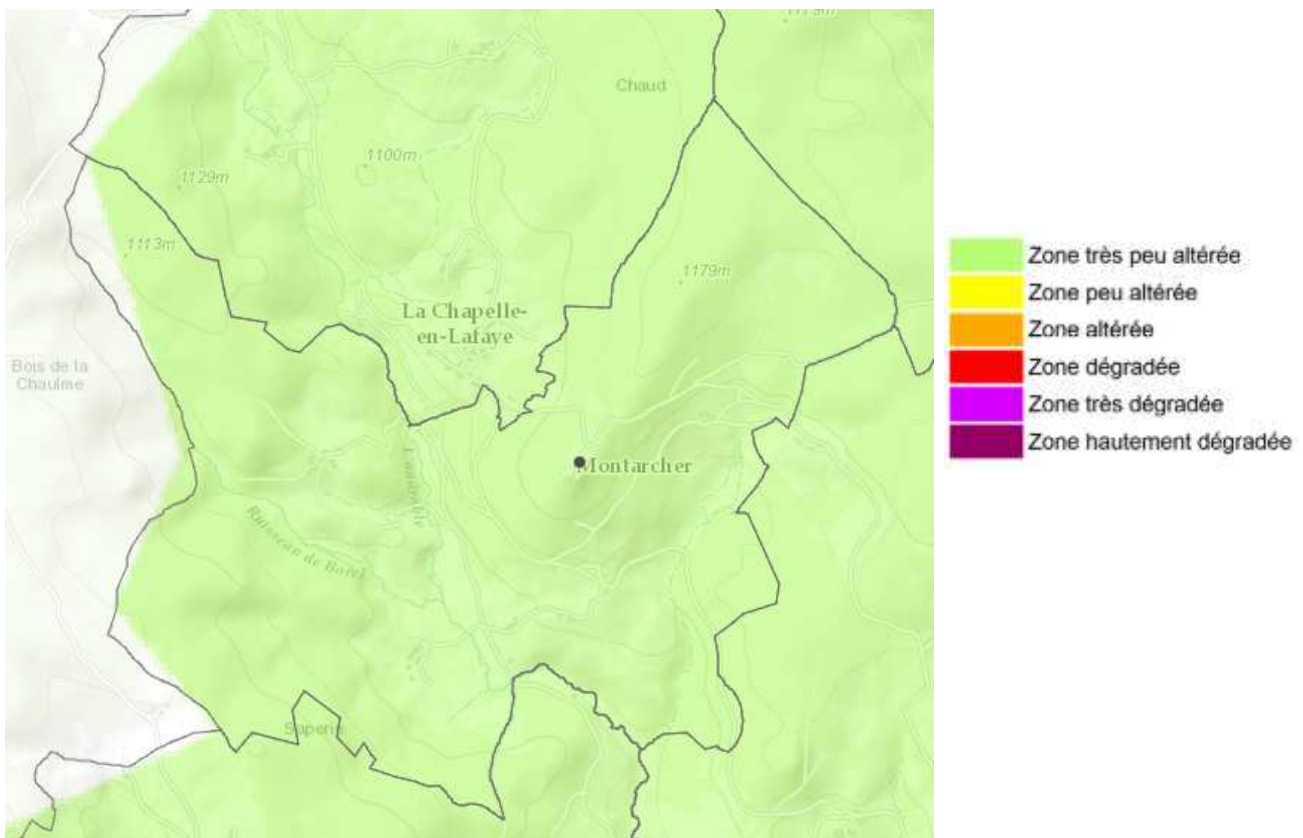 Chaud
1100m
1129m
1113m
1179m
La Chapelle-
en-Lafaye
Bois de la
Chaulme
Montarcher
Ruisseau de Borel
Saperie
Zone très peu altérée
Zone peu altérée
Zone altérée
Zone dégradée
Zone très dégradée
Zone hautement dégradée